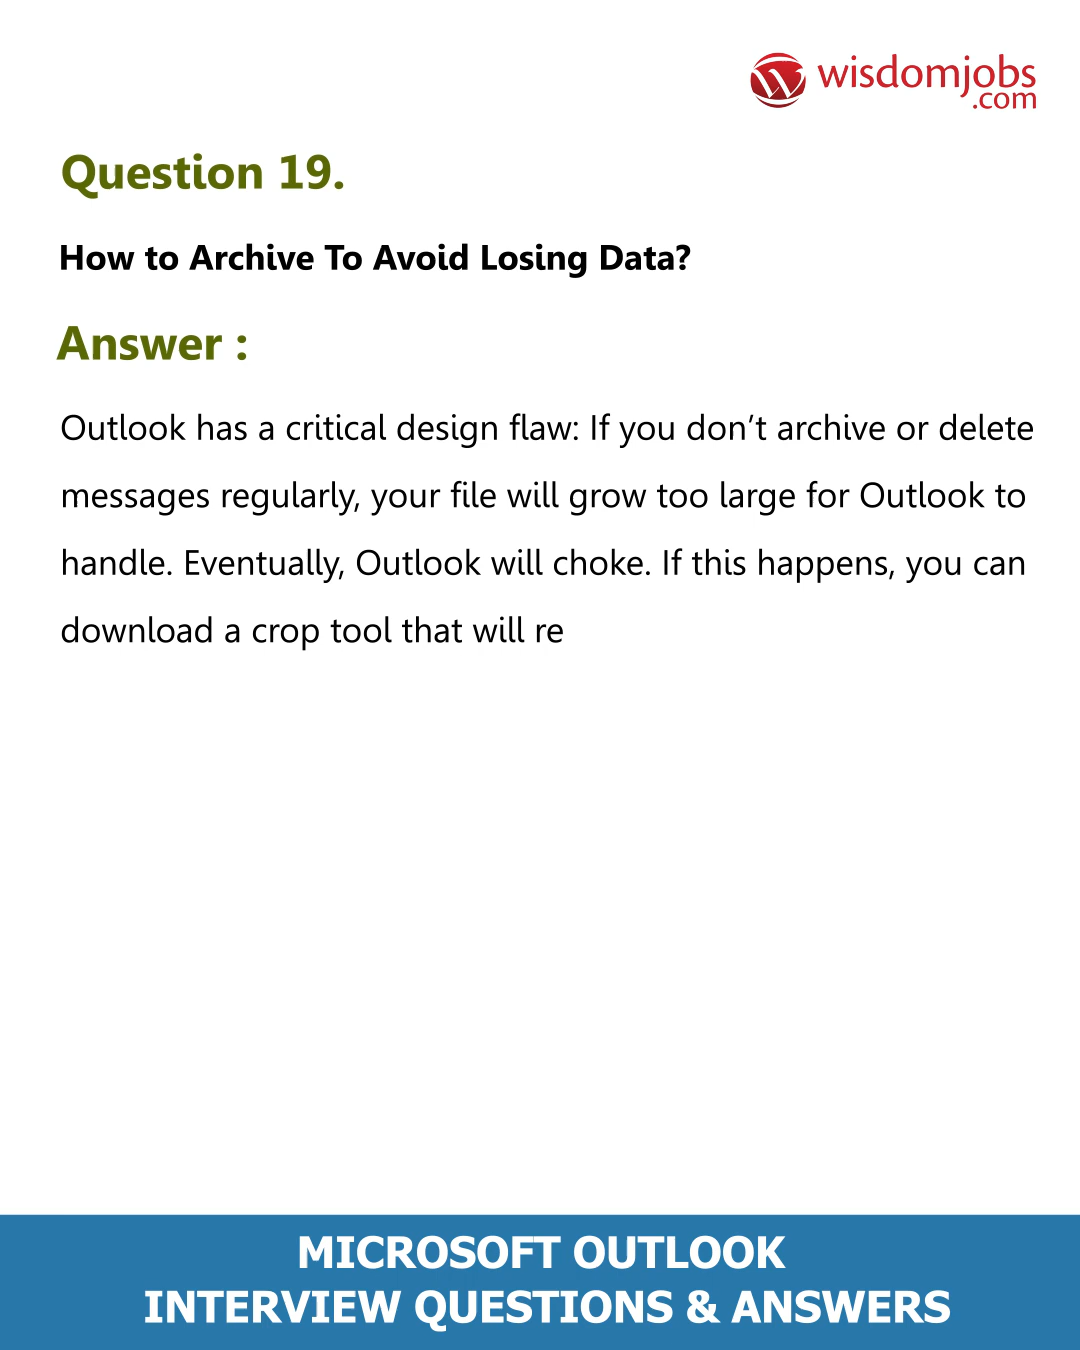 wisdomjobs
.com
Question 19.
How to Archive To Avoid Losing Data?
Answer :
Outlook has a critical design flaw: If you don’t archive or delete
messages regularly, your file will grow too large for Outlook to
handle. Eventually, Outlook will choke. If this happens, you can
download a crop tool that will re
MICROSOFT OUTLOOK
INTERVIEW QUESTIONS & ANSWERS